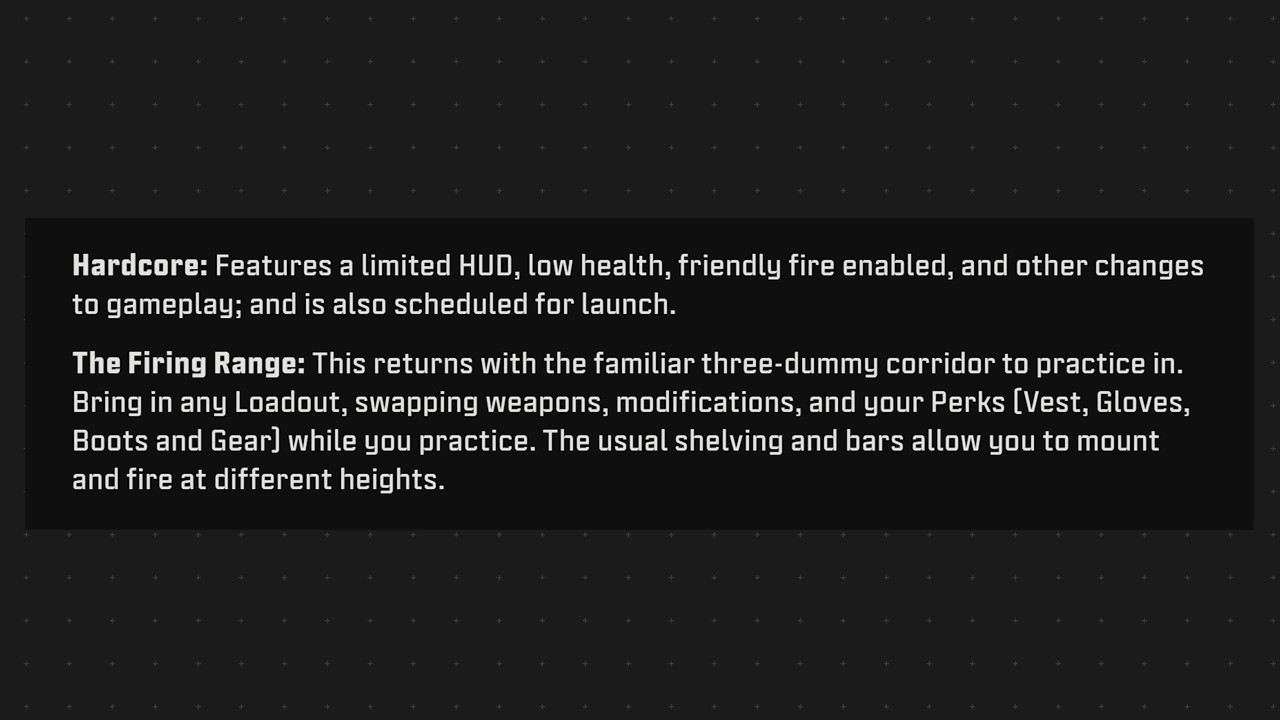 Hardcore: Features a limited HUD, low health, friendly fire enabled, and other changes
to gameplay; and is also scheduled for launch.
The Firing Range: This returns with the familiar three-dummy corridor to practice in.
Bring in any Loadout, swapping weapons, modifications, and your Perks (Vest, Gloves,
Boots and Gear) while you practice. The usual shelving and bars allow you to mount
and fire at different heights.